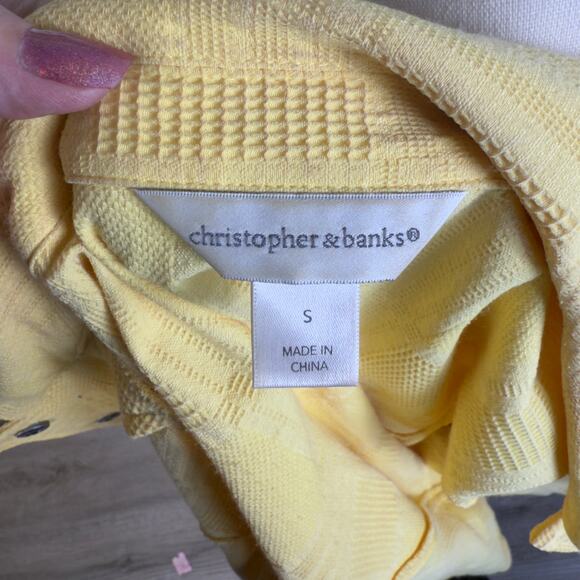 christopher & banks®
S
MADE IN
CHINA